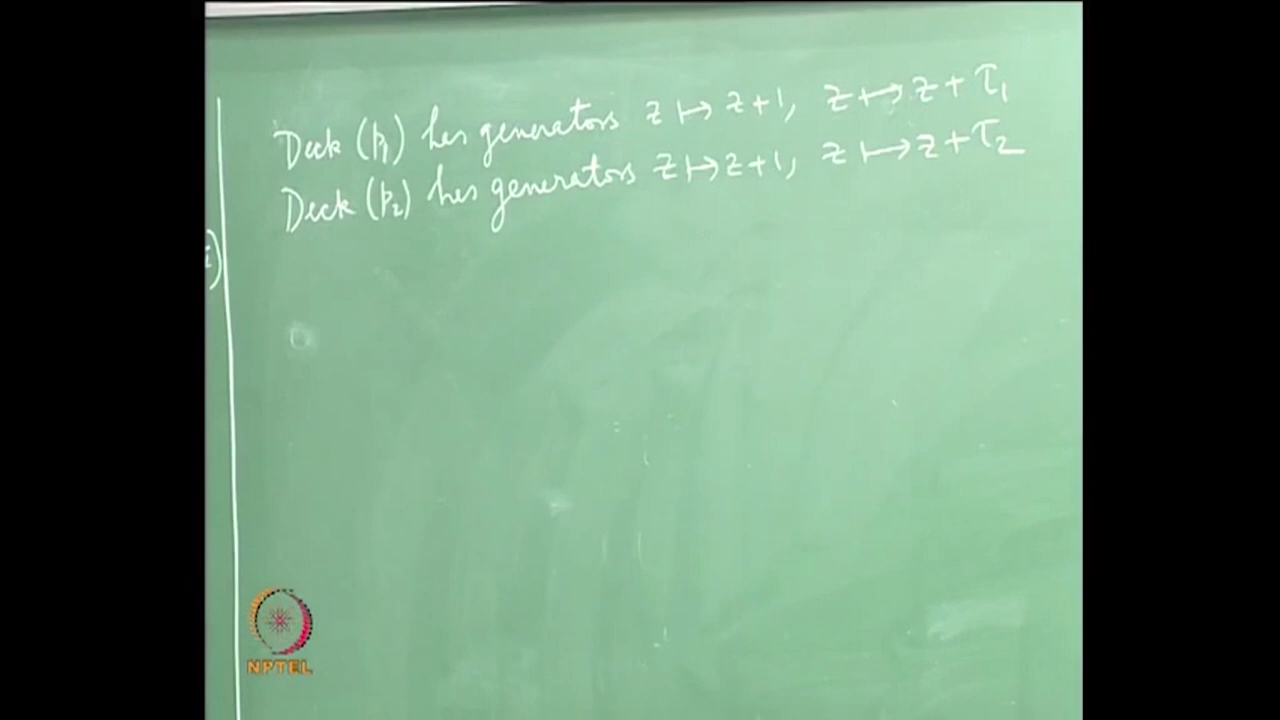 Deck (p₁) has generators z ↦ z+1, z ↦ z + τ₁
Deck (p₂) has generators z ↦ z+1, z ↦ z + τ₂
NPTEL